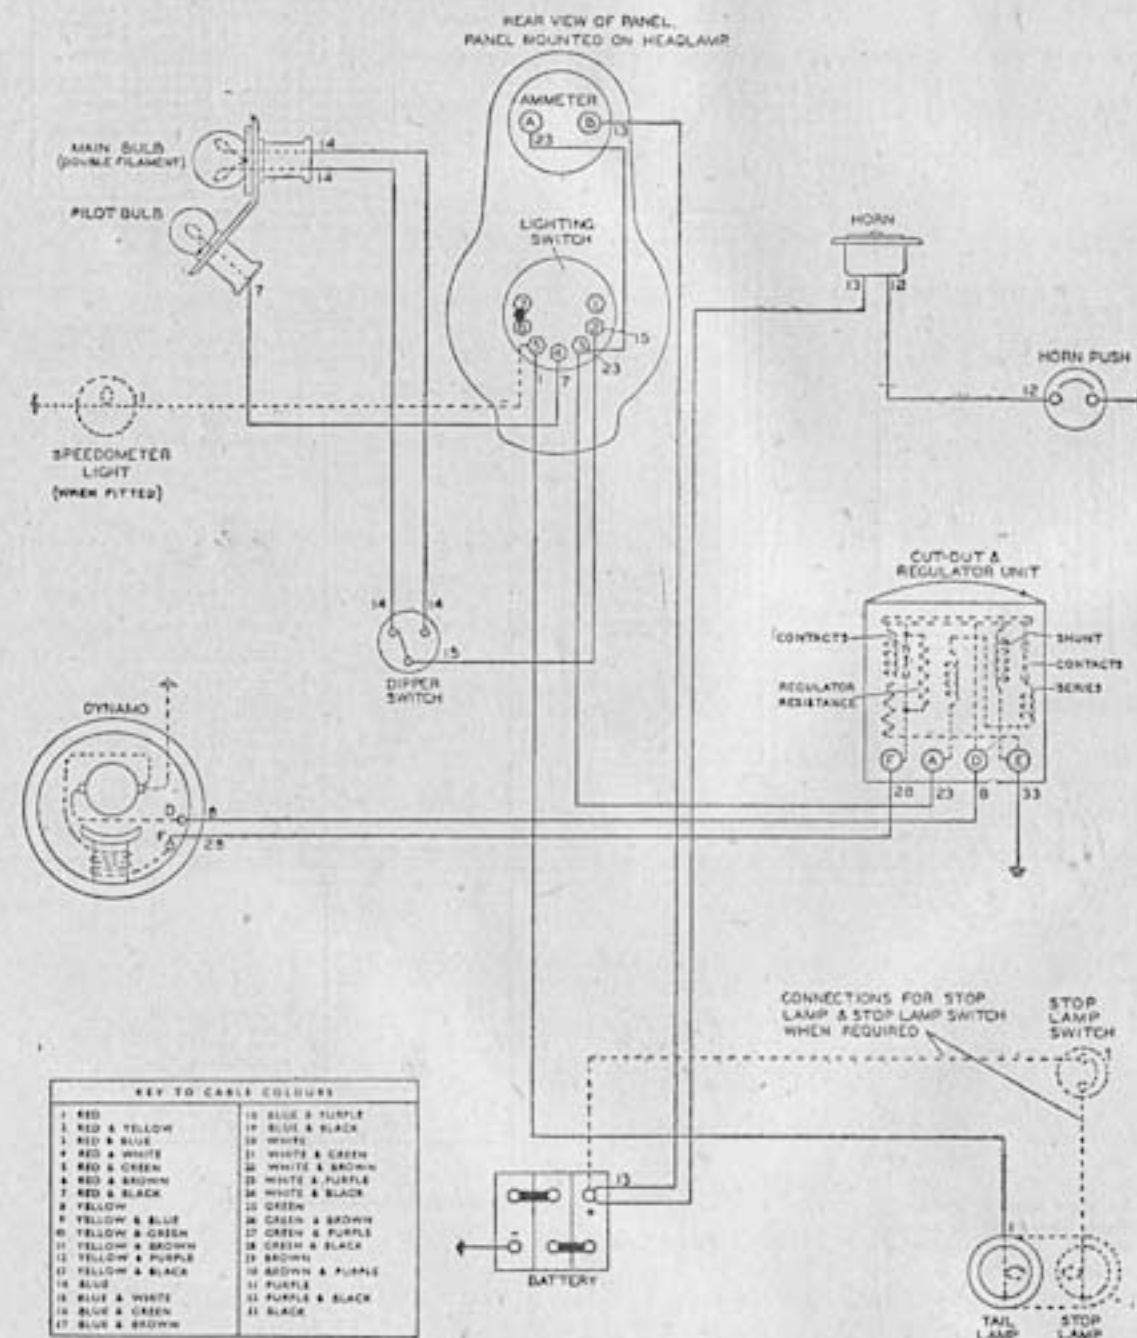 REAR VIEW OF PANEL.
PANEL MOUNTED ON HEADLAMP
AMMETER
A
B
13
23
MAIN BULB
(DOUBLE FILAMENT)
14
14
PILOT BULB
7
LIGHTING
SWITCH
7
1
6
2
5
4
3
15
1
7
23
HORN
13
12
HORN PUSH
12
1
SPEEDOMETER
LIGHT
(WHEN FITTED)
CUT-OUT &
REGULATOR UNIT
CONTACTS
SHUNT
CONTACTS
REGULATOR
RESISTANCE
SERIES
F
A
D
E
28
23
8
33
14
14
15
DIPPER
SWITCH
DYNAMO
D
8
F
28
CONNECTIONS FOR STOP
LAMP & STOP LAMP SWITCH
WHEN REQUIRED
STOP
LAMP
SWITCH
KEY TO CABLE COLOURS
1 RED
2 RED & YELLOW
3 RED & BLUE
4 RED & WHITE
5 RED & GREEN
6 RED & BROWN
7 RED & BLACK
8 YELLOW
9 YELLOW & BLUE
10 YELLOW & GREEN
11 YELLOW & BROWN
12 YELLOW & PURPLE
13 YELLOW & BLACK
14 BLUE
15 BLUE & WHITE
16 BLUE & GREEN
17 BLUE & BROWN
18 BLUE & PURPLE
19 BLUE & BLACK
20 WHITE
21 WHITE & GREEN
22 WHITE & BROWN
23 WHITE & PURPLE
24 WHITE & BLACK
25 GREEN
26 GREEN & BROWN
27 GREEN & PURPLE
28 GREEN & BLACK
29 BROWN
30 BROWN & PURPLE
31 PURPLE
32 PURPLE & BLACK
33 BLACK
13
+
-
BATTERY
1
TAIL
LAMP
STOP
LAMP